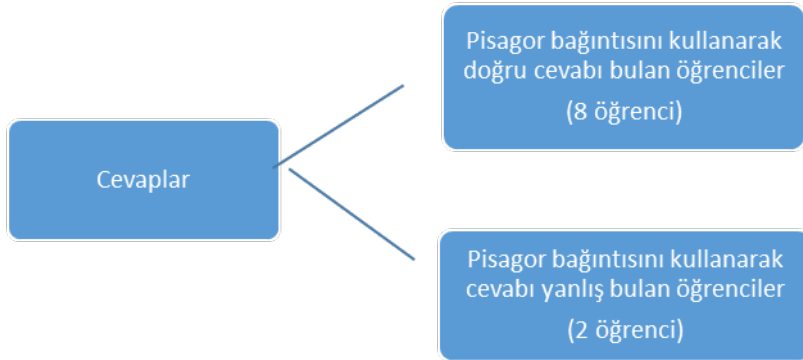 Cevaplar
Pisagor bağıntısını kullanarak
doğru cevabı bulan öğrenciler
(8 öğrenci)
Pisagor bağıntısını kullanarak
cevabı yanlış bulan öğrenciler
(2 öğrenci)